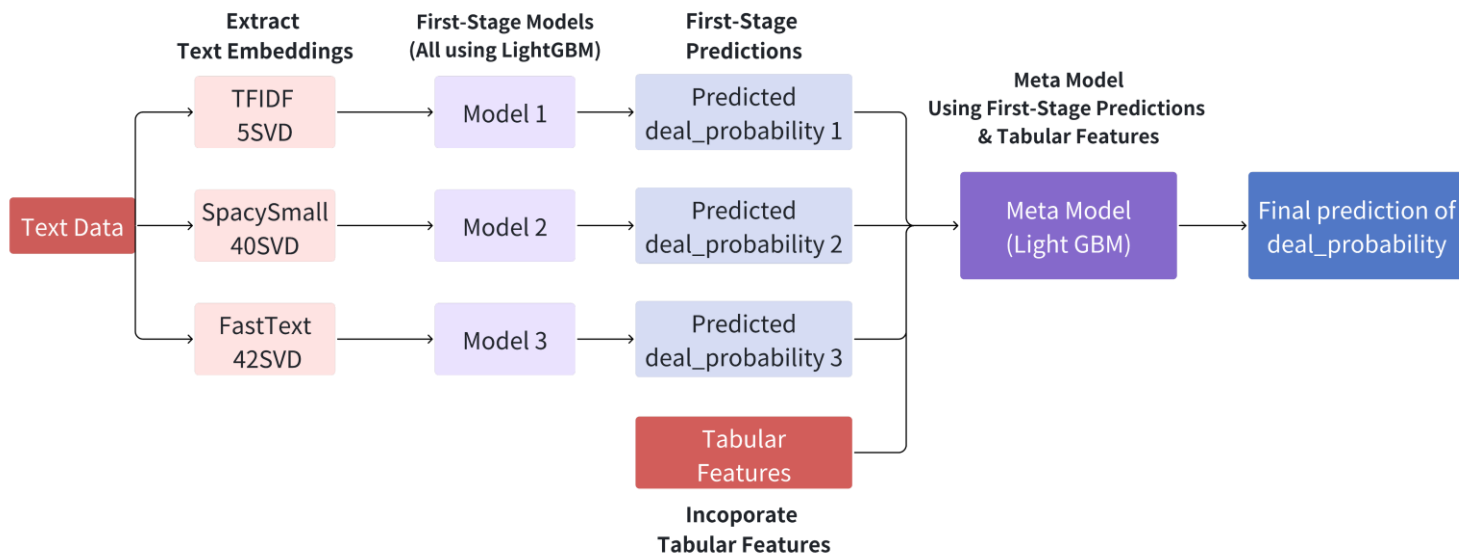 Extract
Text Embeddings
First-Stage Models
(All using LightGBM)
First-Stage
Predictions
Meta Model
Using First-Stage Predictions
& Tabular Features
Text Data
TFIDF
5SVD
Model 1
Predicted
deal_probability 1
SpacySmall
40SVD
Model 2
Predicted
deal_probability 2
Meta Model
(Light GBM)
Final prediction of
deal_probability
FastText
42SVD
Model 3
Predicted
deal_probability 3
Tabular
Features
Incoporate
Tabular Features